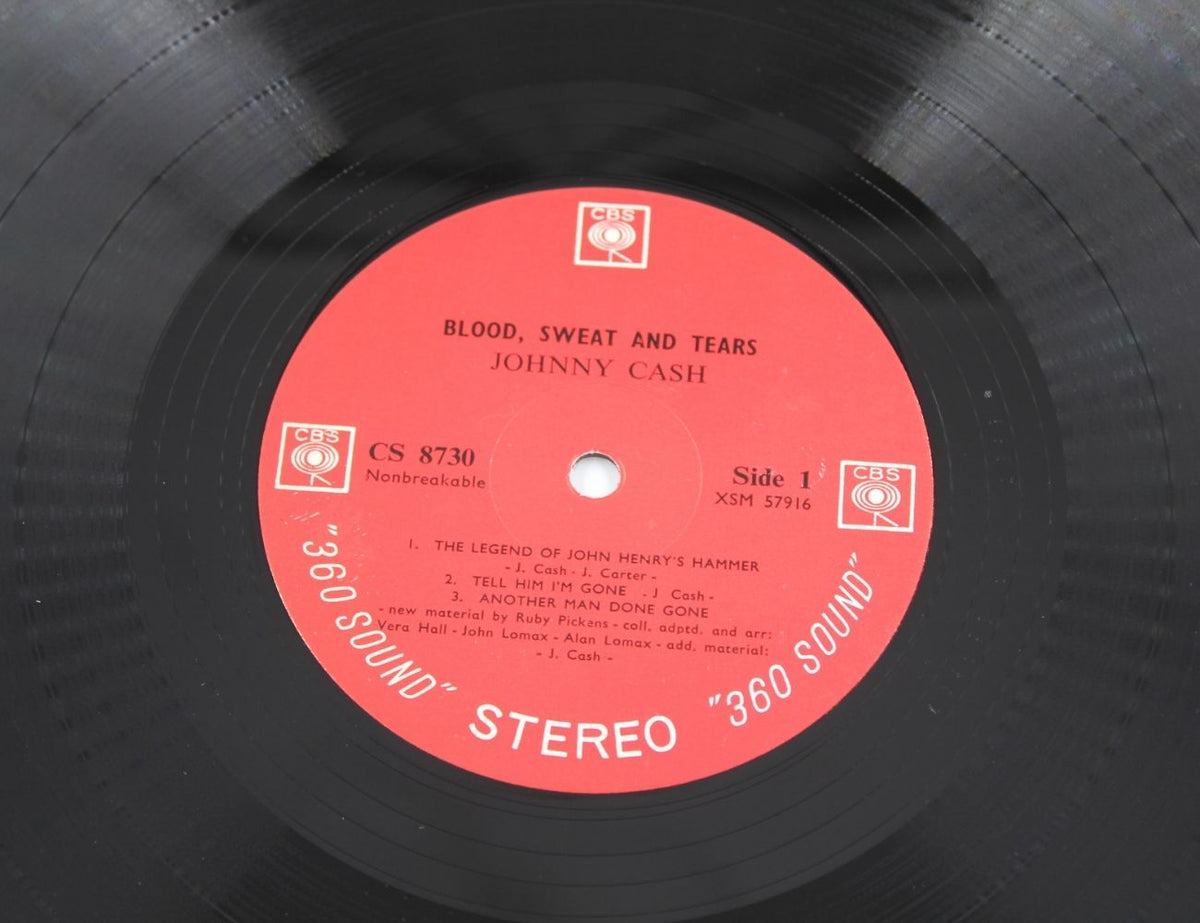 CBS
BLOOD, SWEAT AND TEARS
JOHNNY CASH
CBS
CS 8730
Nonbreakable
Side 1
XSM 57916
CBS
1. THE LEGEND OF JOHN HENRY'S HAMMER
- J. Cash - J. Carter -
2. TELL HIM I'M GONE - J Cash -
3. ANOTHER MAN DONE GONE
- new material by Ruby Pickens - coll. adptd. and arr:
Vera Hall - John Lomax - Alan Lomax - add. material:
- J. Cash -
"360 SOUND" STEREO "360 SOUND"